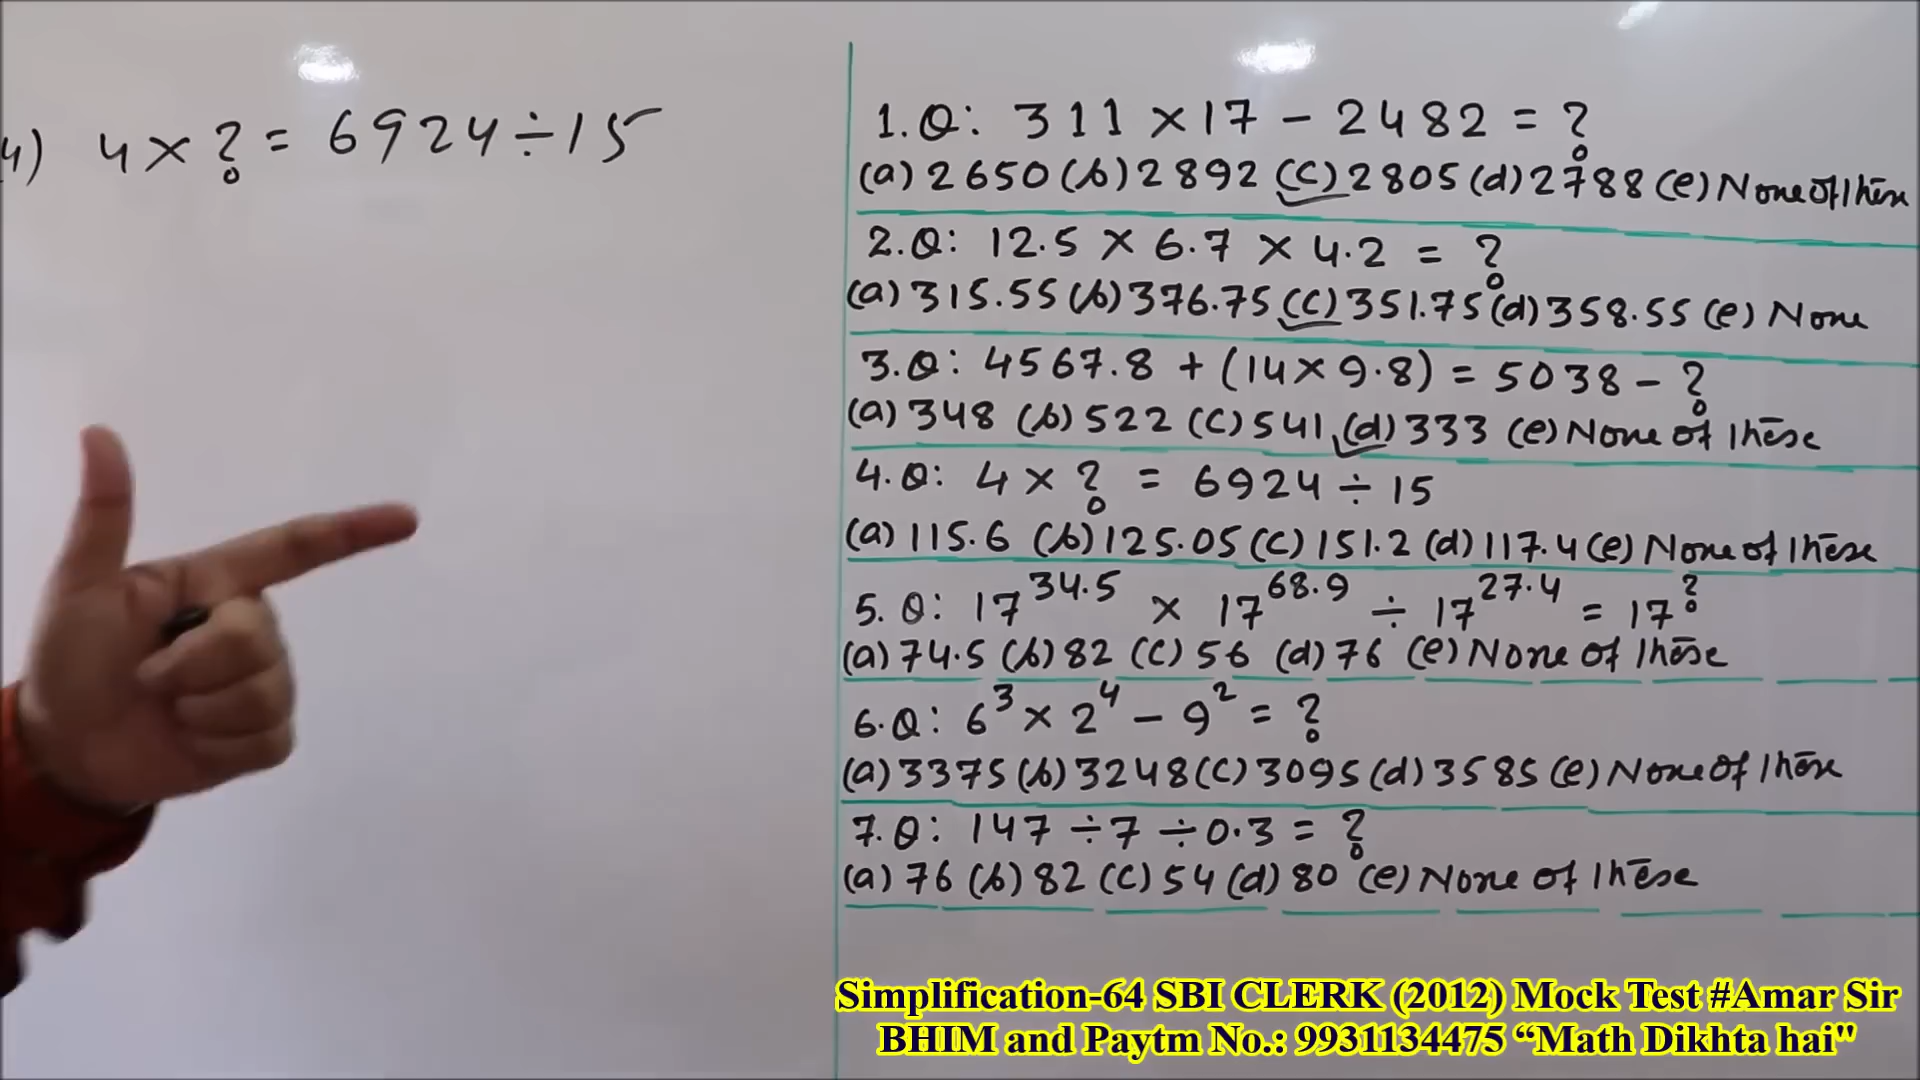 4) 4 × ? = 6924 ÷ 15
1.Q: 311 × 17 - 2482 = ?
(a) 2650 (b) 2892 (c) 2805 (d) 2788 (e) None of these
2.Q: 12.5 × 6.7 × 4.2 = ?
(a) 315.55 (b) 376.75 (c) 351.75 (d) 358.55 (e) None
3.Q: 4567.8 + (14 × 9.8) = 5038 - ?
(a) 348 (b) 522 (c) 541 (d) 333 (e) None of these
4.Q: 4 × ? = 6924 ÷ 15
(a) 115.6 (b) 125.05 (c) 151.2 (d) 117.4 (e) None of these
5.Q: 17^34.5 × 17^68.9 ÷ 17^27.4 = 17^?
(a) 74.5 (b) 82 (c) 56 (d) 76 (e) None of these
6.Q: 6³ × 2⁴ - 9² = ?
(a) 3375 (b) 3248 (c) 3095 (d) 3585 (e) None of these
7.Q: 147 ÷ 7 ÷ 0.3 = ?
(a) 76 (b) 82 (c) 54 (d) 80 (e) None of these
Simplification-64 SBI CLERK (2012) Mock Test #Amar Sir
BHIM and Paytm No.: 9931134475 “Math Dikhta hai"